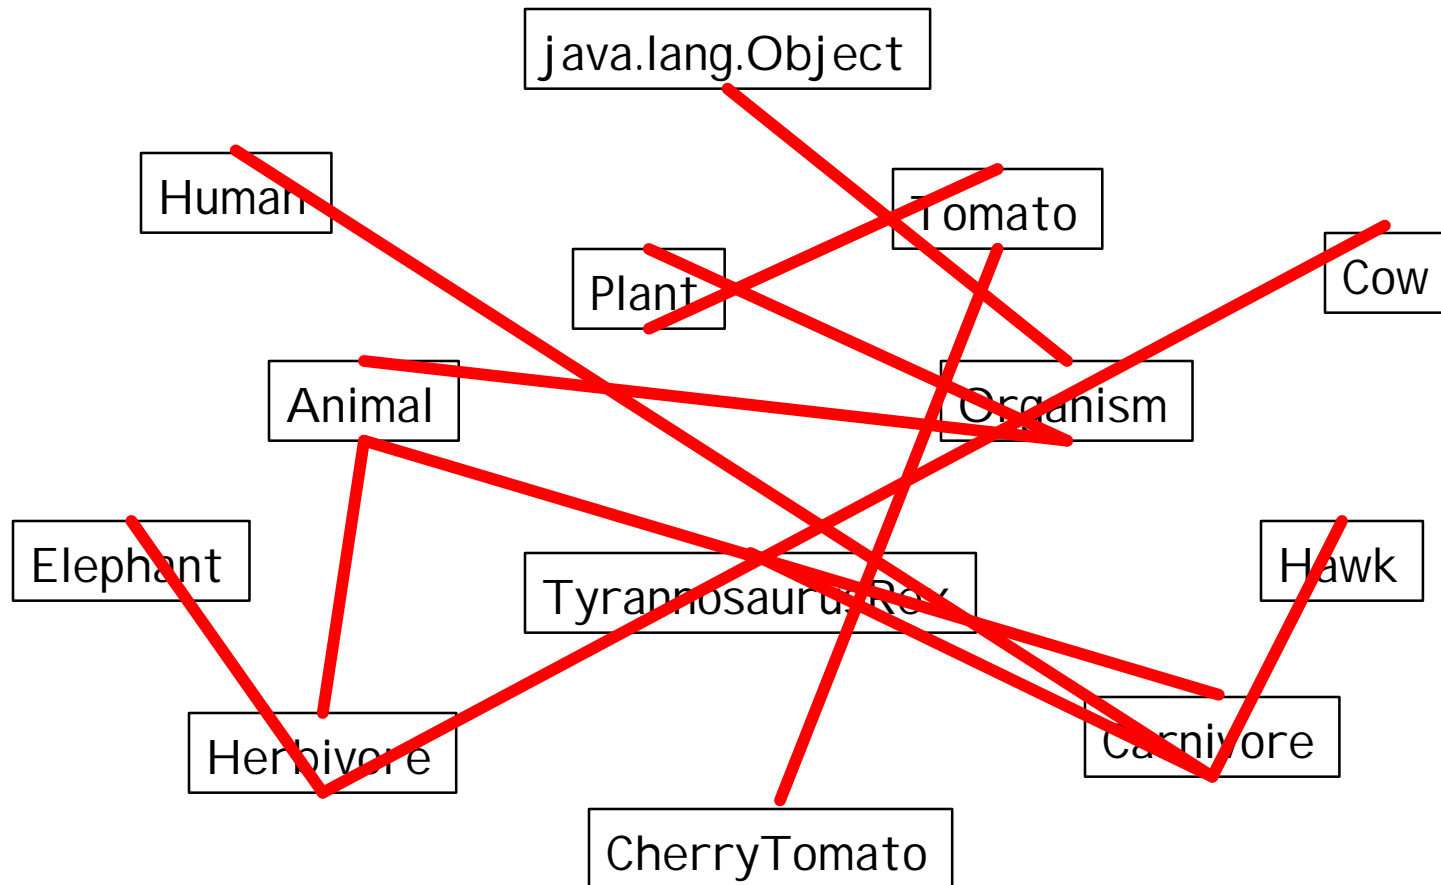 java.lang.Object
Human
Tomato
Plant
Cow
Animal
Organism
Elephant
TyrannosaurusRex
Hawk
Herbivore
Carnivore
CherryTomato